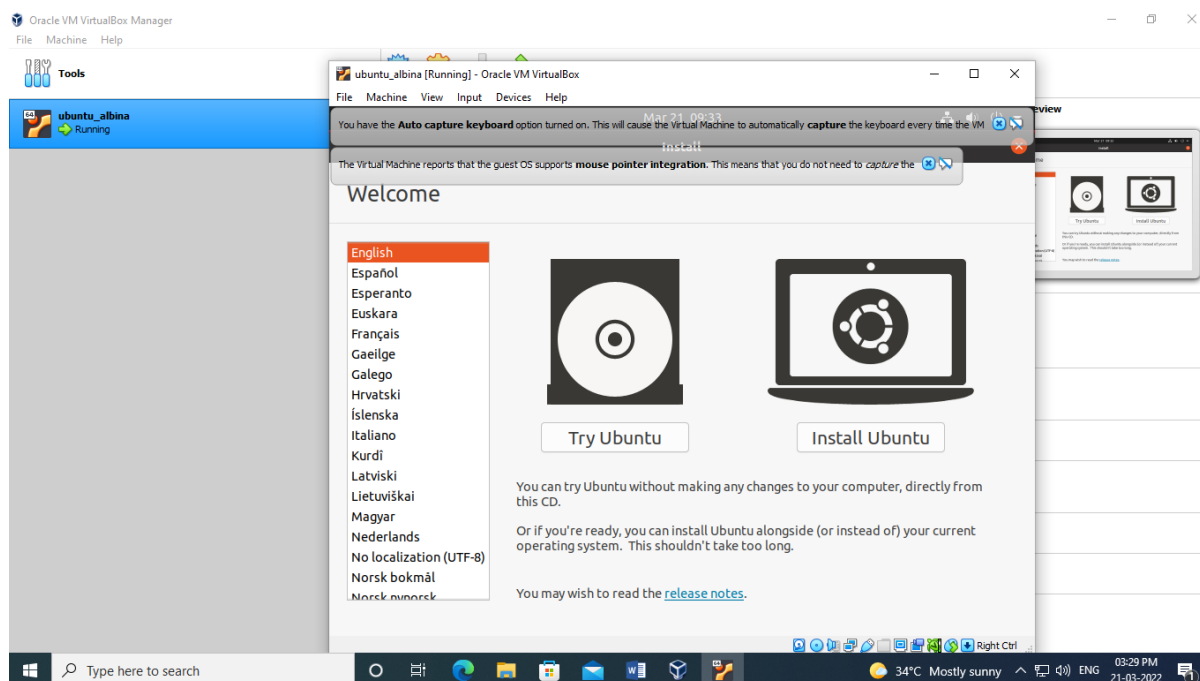 Oracle VM VirtualBox Manager
File Machine Help
Tools
64
ubuntu_albina
Running
ubuntu_albina [Running] - Oracle VM VirtualBox
File Machine View Input Devices Help
Mar 21 09:33
You have the Auto capture keyboard option turned on. This will cause the Virtual Machine to automatically capture the keyboard every time the VM
Install
The Virtual Machine reports that the guest OS supports mouse pointer integration. This means that you do not need to capture the
Welcome
English
Español
Esperanto
Euskara
Français
Gaeilge
Galego
Hrvatski
Íslenska
Italiano
Kurdî
Latviski
Lietuviškai
Magyar
Nederlands
No localization (UTF-8)
Norsk bokmål
Norsk nynorsk
Try Ubuntu
Install Ubuntu
You can try Ubuntu without making any changes to your computer, directly from
this CD.
Or if you're ready, you can install Ubuntu alongside (or instead of) your current
operating system. This shouldn't take too long.
You may wish to read the release notes.
Right Ctrl
eview
Try Ubuntu
Install Ubuntu
Type here to search
34°C Mostly sunny
ENG
03:29 PM
21-03-2022